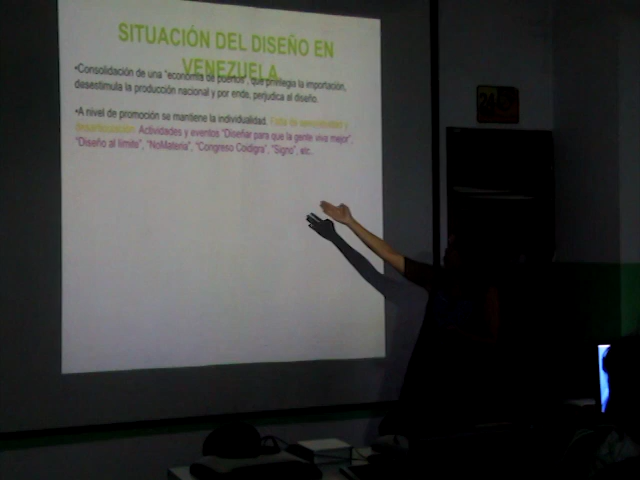 SITUACIÓN DEL DISEÑO EN
VENEZUELA
•Consolidación de una "economía de puertos", que privilegia la importación,
desestimula la producción nacional y por ende, perjudica al diseño.
•A nivel de promoción se mantiene la individualidad. Falta de
Actividades y eventos "Diseñar para que la gente viva mejor",
"Diseño al límite", "NoMateria", "Congreso Codigra", "Signo", etc.